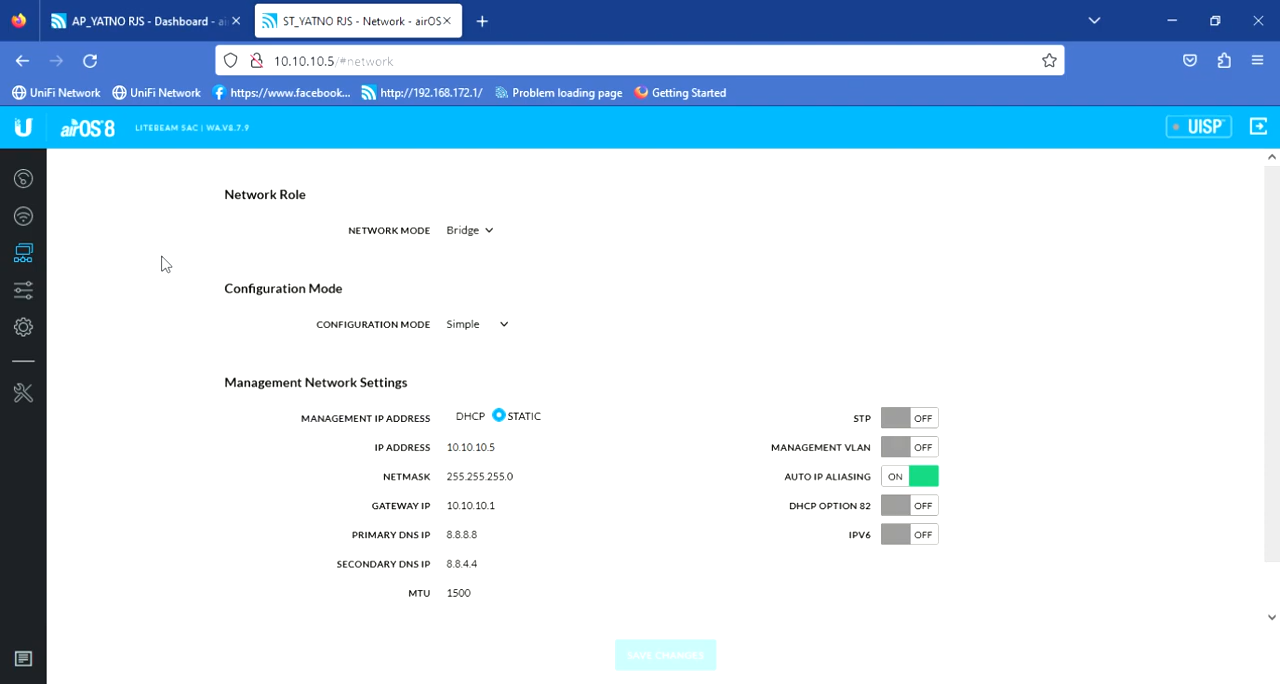 AP_YATNO RJS - Dashboard - ai
ST_YATNO RJS - Network - airOS
10.10.10.5/#network
UniFi Network UniFi Network https://www.facebook... http://192.168.172.1/ Problem loading page Getting Started
airOS 8 LITEBEAM 5AC | WA.V8.7.9 UISP
Network Role
NETWORK MODE Bridge
Configuration Mode
CONFIGURATION MODE Simple
Management Network Settings
MANAGEMENT IP ADDRESS DHCP STATIC STP OFF
IP ADDRESS 10.10.10.5 MANAGEMENT VLAN OFF
NETMASK 255.255.255.0 AUTO IP ALIASING ON
GATEWAY IP 10.10.10.1 DHCP OPTION 82 OFF
PRIMARY DNS IP 8.8.8.8 IPV6 OFF
SECONDARY DNS IP 8.8.4.4
MTU 1500
SAVE CHANGES